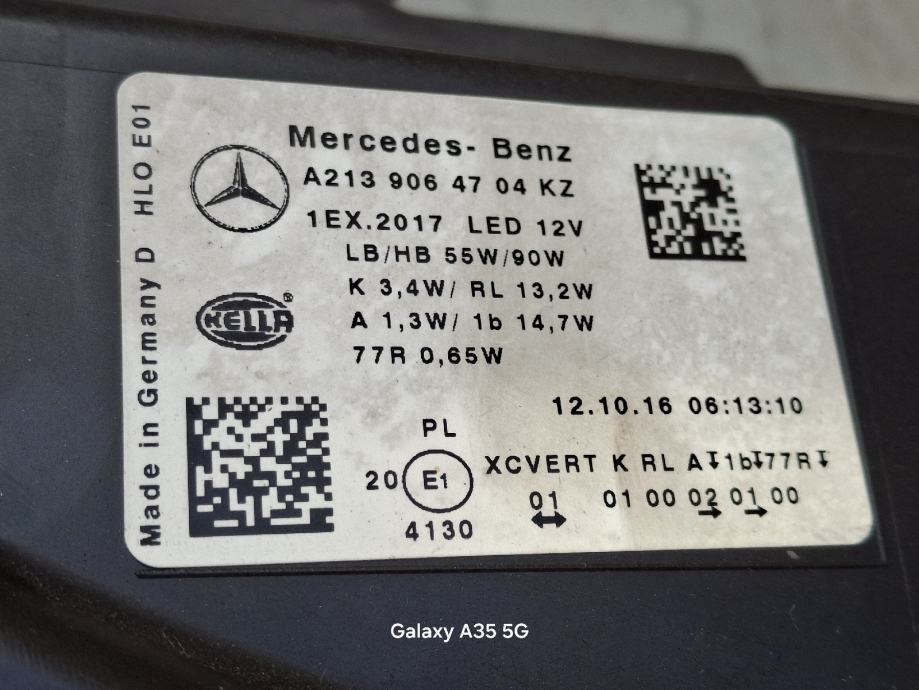 Made in Germany D HLO E01
Mercedes- Benz
A213 906 47 04 KZ
1EX.2017 LED 12V
LB/HB 55W/90W
K 3,4W/ RL 13,2W
HELLA®
A 1,3W/ 1b 14,7W
77R 0,65W
12.10.16 06:13:10
PL
20 E1 XCVERT K RL A↧1b↧77R↧
01 01 00 02 01 00
4130 ↔ → →
Galaxy A35 5G